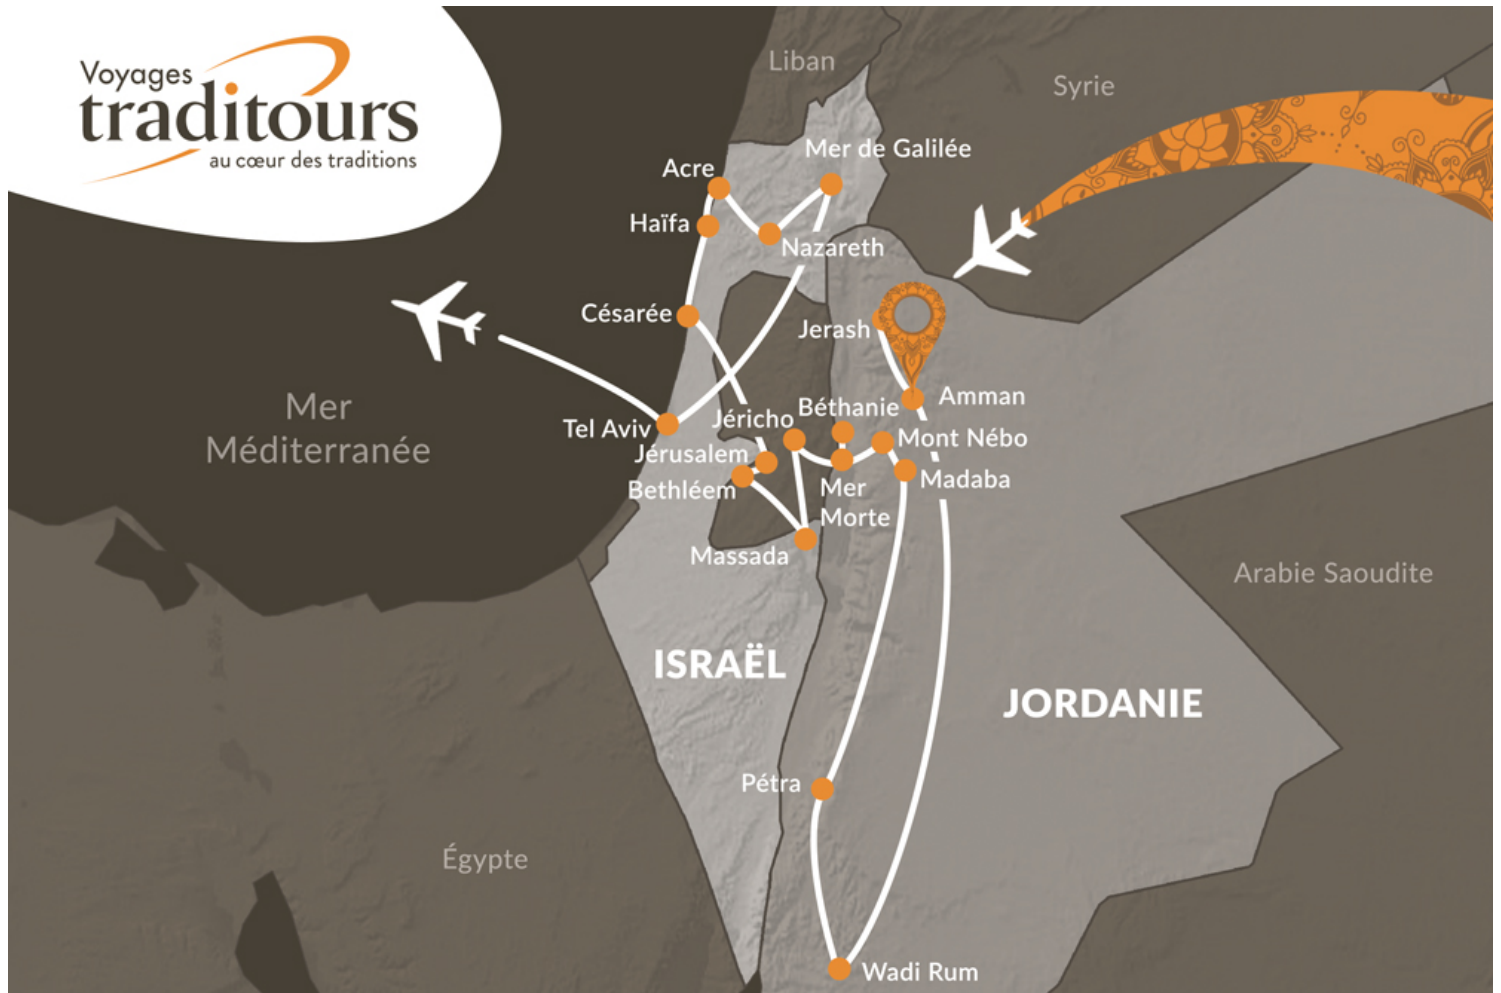 Voyages
traditours
au cœur des traditions
Liban
Syrie
Mer de Galilée
Acre
Haïfa
Nazareth
Césarée
Jerash
Mer
Méditerranée
Amman
Béthanie
Jéricho
Tel Aviv
Mont Nébo
Jérusalem
Madaba
Bethléem
Mer
Morte
Massada
Arabie Saoudite
ISRAËL
JORDANIE
Pétra
Égypte
Wadi Rum